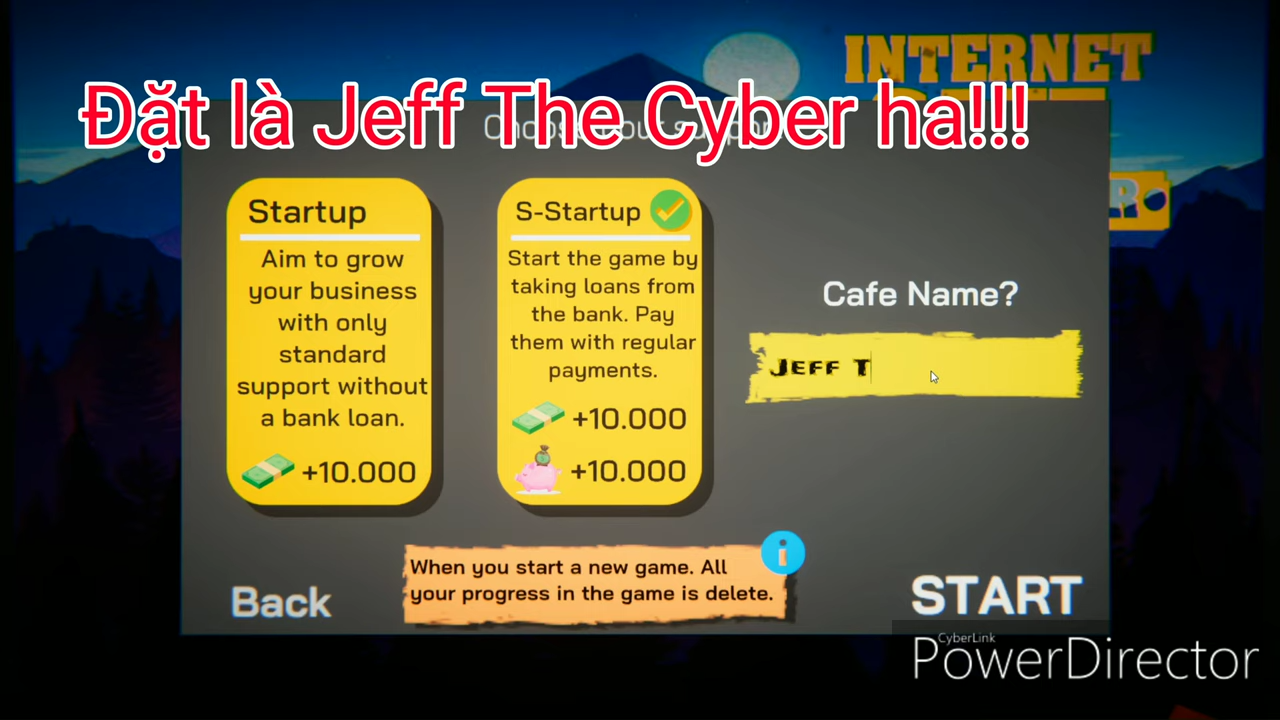 INTERNET
Đặt là Jeff The Cyber ha!!!
Startup
Aim to grow
your business
with only
standard
support without
a bank loan.
+10.000
S-Startup
Start the game by
taking loans from
the bank. Pay
them with regular
payments.
+10.000
+10.000
Cafe Name?
JEFF T
When you start a new game. All
your progress in the game is delete.
Back
START
CyberLink
PowerDirector